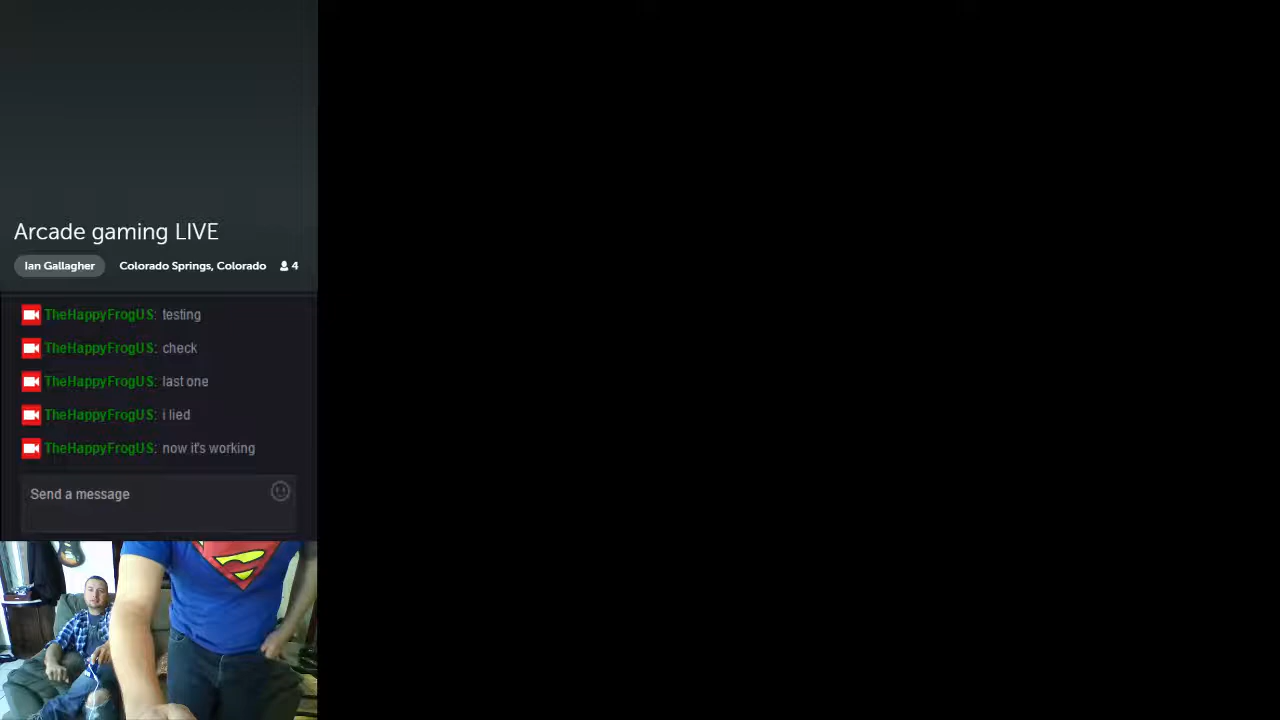 Arcade gaming LIVE
Ian Gallagher Colorado Springs, Colorado 4
TheHappyFrogUS: testing
TheHappyFrogUS: check
TheHappyFrogUS: last one
TheHappyFrogUS: i lied
TheHappyFrogUS: now it's working
Send a message